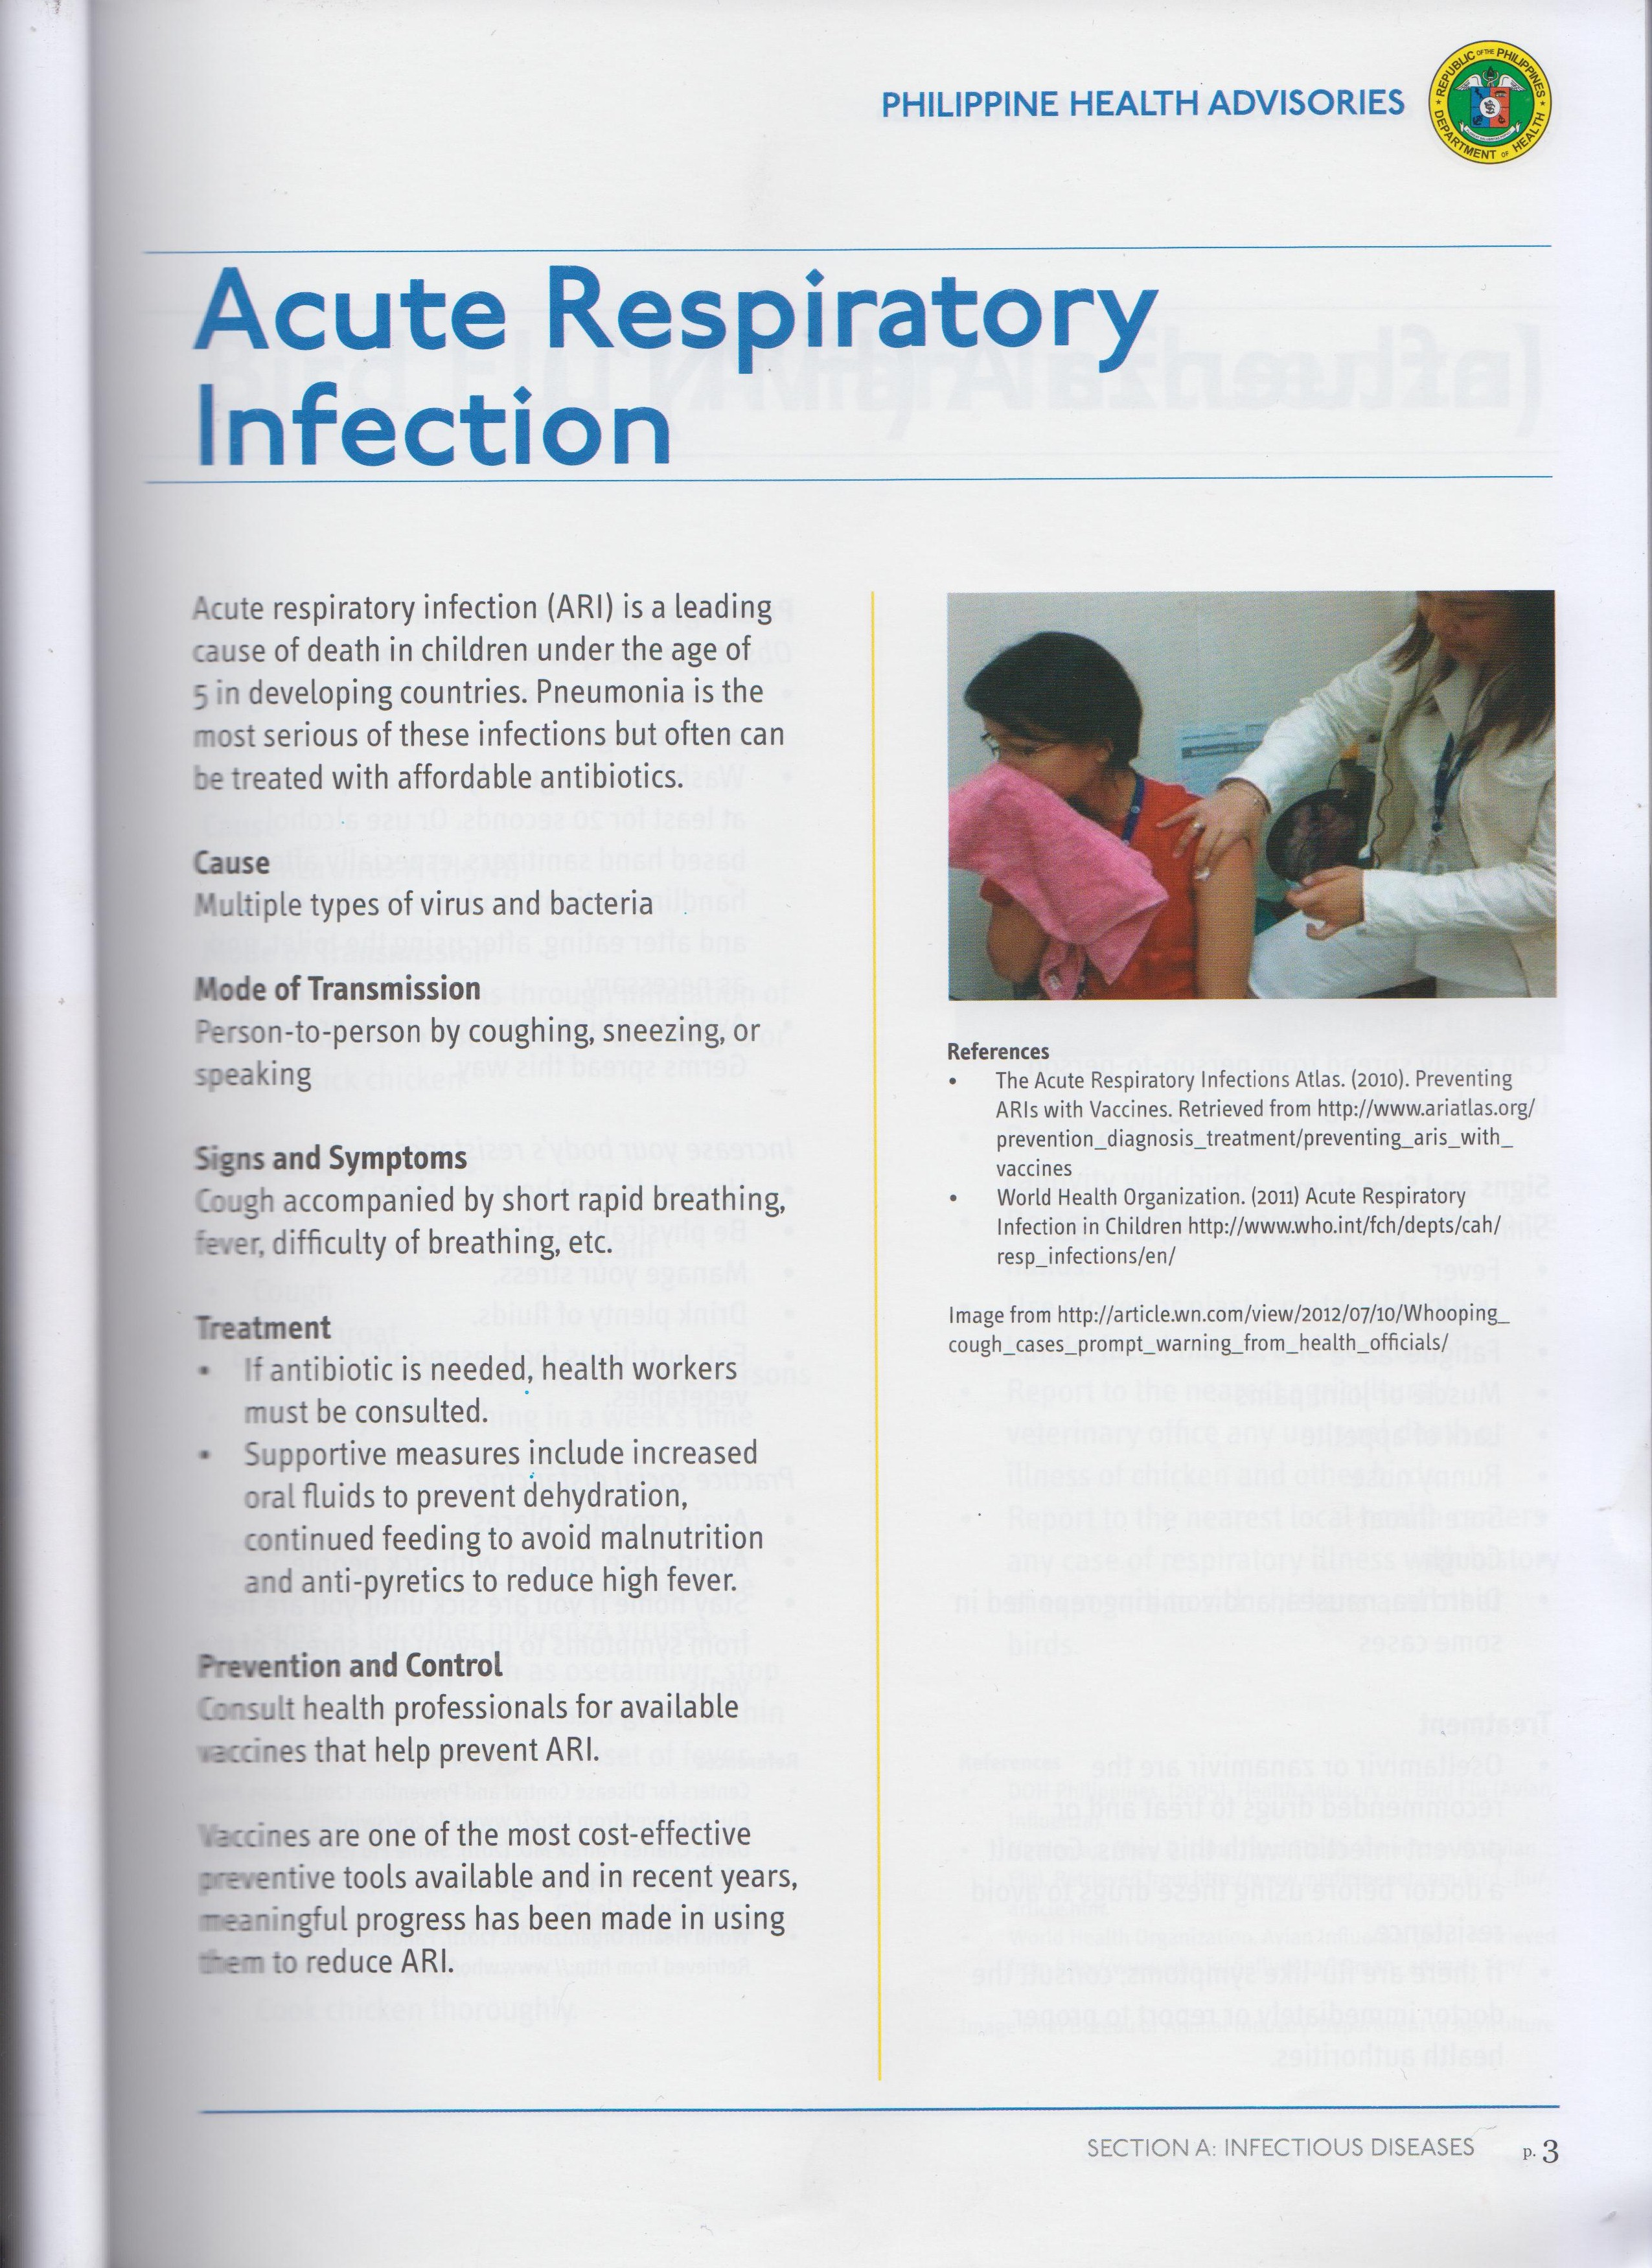 PHILIPPINE HEALTH ADVISORIES
REPUBLIC OF THE PHILIPPINES
DEPARTMENT OF HEALTH
Acute Respiratory
Infection
Acute respiratory infection (ARI) is a leading
cause of death in children under the age of
5 in developing countries. Pneumonia is the
most serious of these infections but often can
be treated with affordable antibiotics.
Cause
Multiple types of virus and bacteria
Mode of Transmission
Person-to-person by coughing, sneezing, or
speaking
Signs and Symptoms
Cough accompanied by short rapid breathing,
fever, difficulty of breathing, etc.
Treatment
• If antibiotic is needed, health workers
must be consulted.
• Supportive measures include increased
oral fluids to prevent dehydration,
continued feeding to avoid malnutrition
and anti-pyretics to reduce high fever.
Prevention and Control
Consult health professionals for available
vaccines that help prevent ARI.
Vaccines are one of the most cost-effective
preventive tools available and in recent years,
meaningful progress has been made in using
them to reduce ARI.
References
• The Acute Respiratory Infections Atlas. (2010). Preventing
ARIs with Vaccines. Retrieved from http://www.ariatlas.org/
prevention_diagnosis_treatment/preventing_aris_with_
vaccines
• World Health Organization. (2011) Acute Respiratory
Infection in Children http://www.who.int/fch/depts/cah/
resp_infections/en/
Image from http://article.wn.com/view/2012/07/10/Whooping_
cough_cases_prompt_warning_from_health_officials/
SECTION A: INFECTIOUS DISEASES p. 3